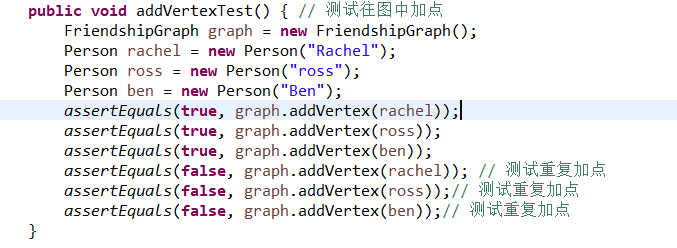 public void addVertexTest() { // 测试往图中加点
FriendshipGraph graph = new FriendshipGraph();
Person rachel = new Person("Rachel");
Person ross = new Person("ross");
Person ben = new Person("Ben");
assertEquals(true, graph.addVertex(rachel));
assertEquals(true, graph.addVertex(ross));
assertEquals(true, graph.addVertex(ben));
assertEquals(false, graph.addVertex(rachel)); // 测试重复加点
assertEquals(false, graph.addVertex(ross));// 测试重复加点
assertEquals(false, graph.addVertex(ben));// 测试重复加点
}